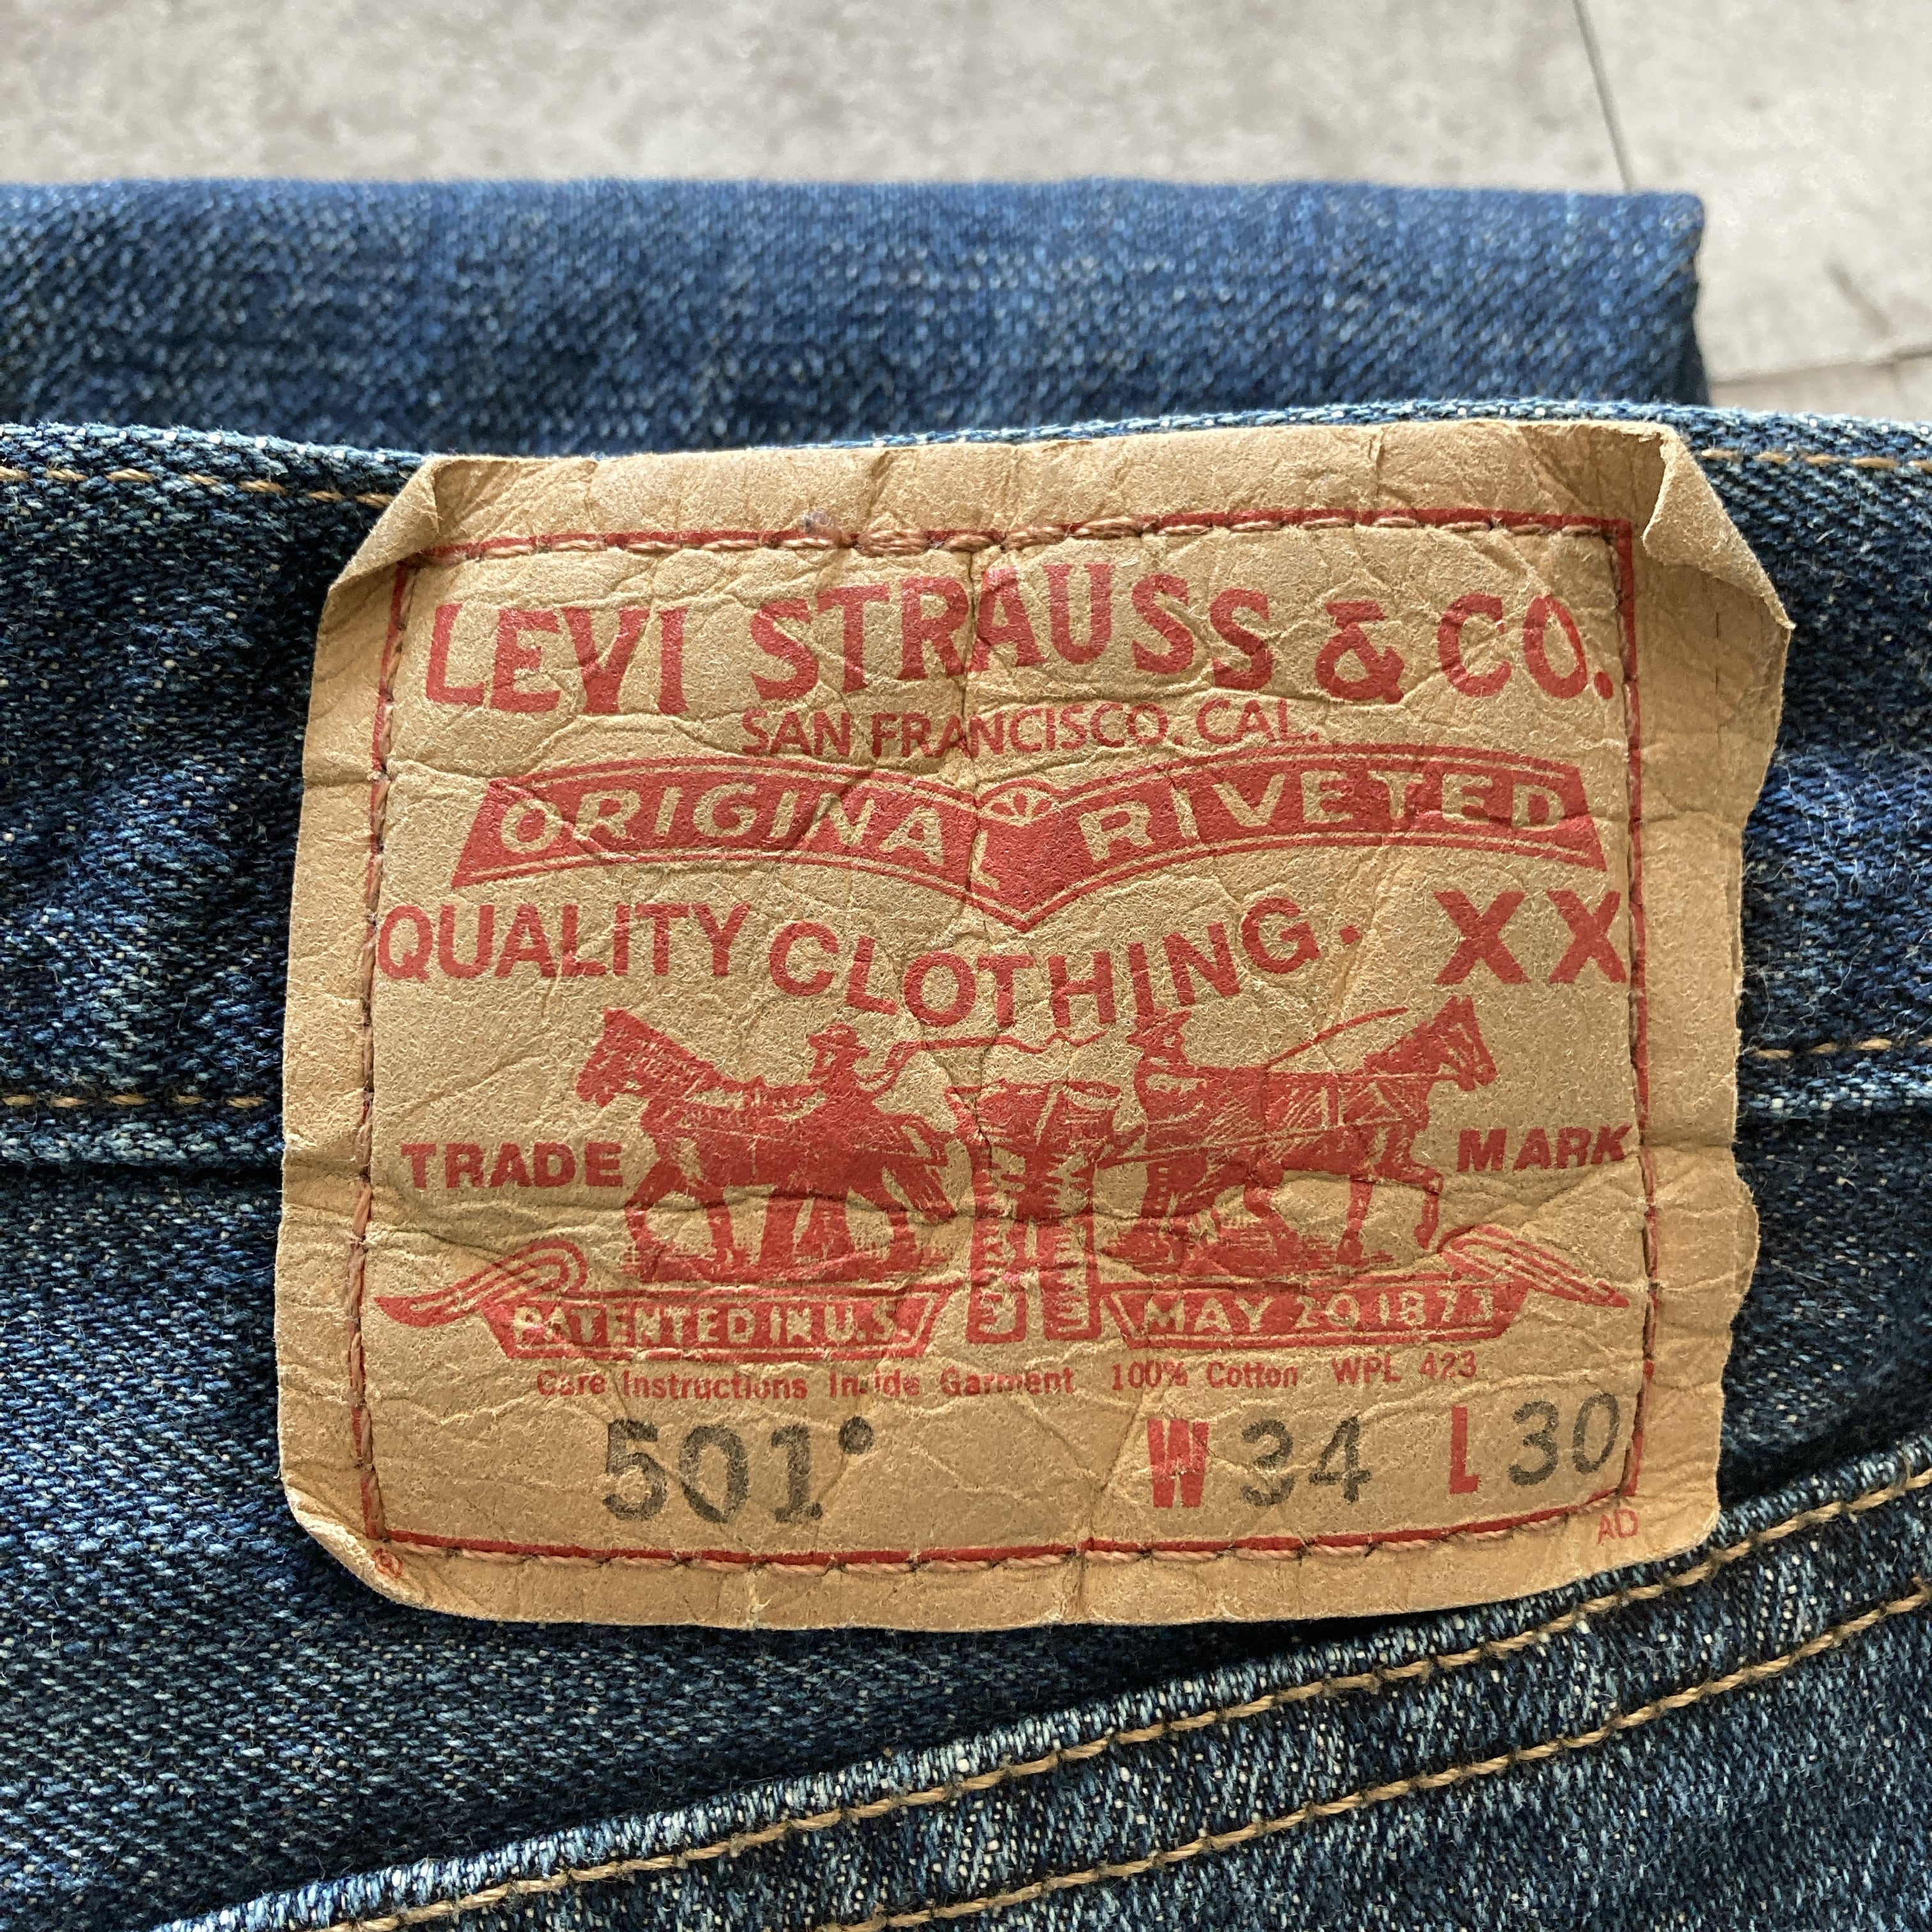 LEVI STRAUSS & CO.
SAN FRANCISCO, CAL.
ORIGINAL RIVETED
QUALITY CLOTHING. XX
TRADE MARK
PATENTED IN U.S. MAY 20 1873
Care Instructions Inside Garment 100% Cotton WPL 423
501® W 34 L 30
® AD